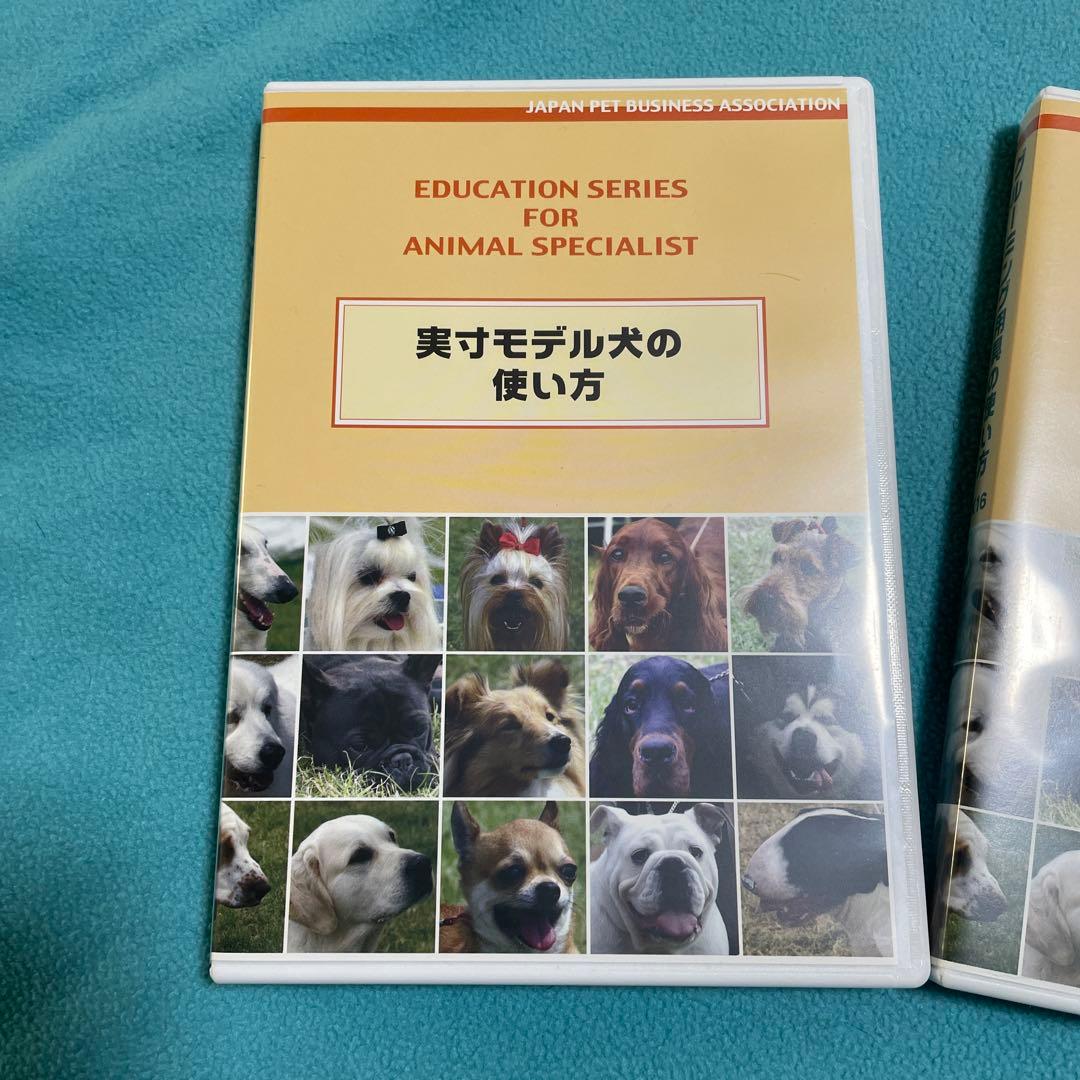 JAPAN PET BUSINESS ASSOCIATION
EDUCATION SERIES
FOR
ANIMAL SPECIALIST
実寸モデル犬の
使い方
16